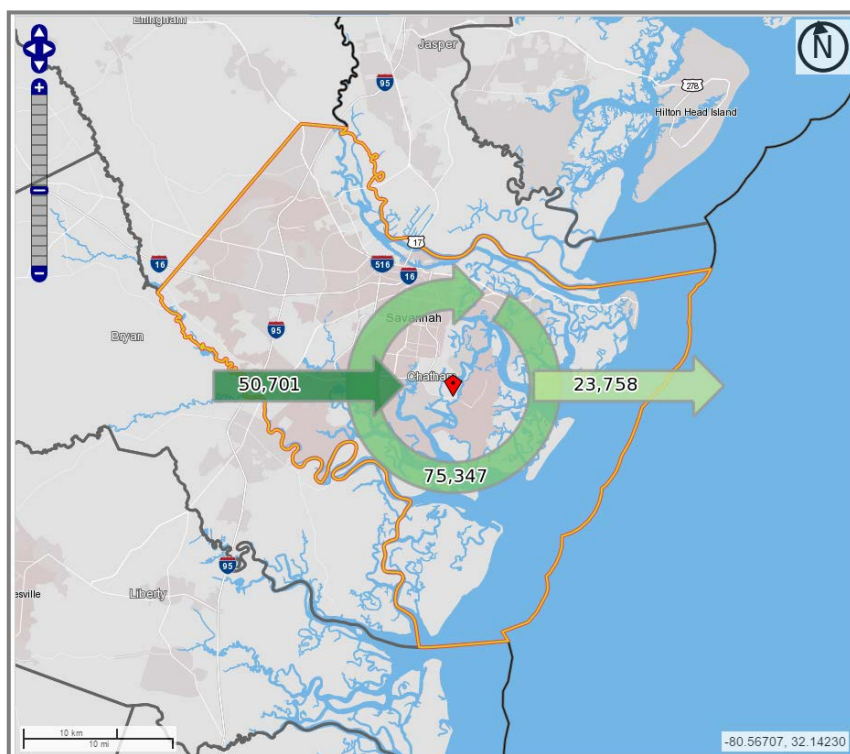 Effingham
Jasper
N
95
278
Hilton Head Island
17
16
516
16
Savannah
Bryan
95
50,701
Chatham
23,758
75,347
95
Liberty
esville
10 km
10 mi
-80.56707, 32.14230